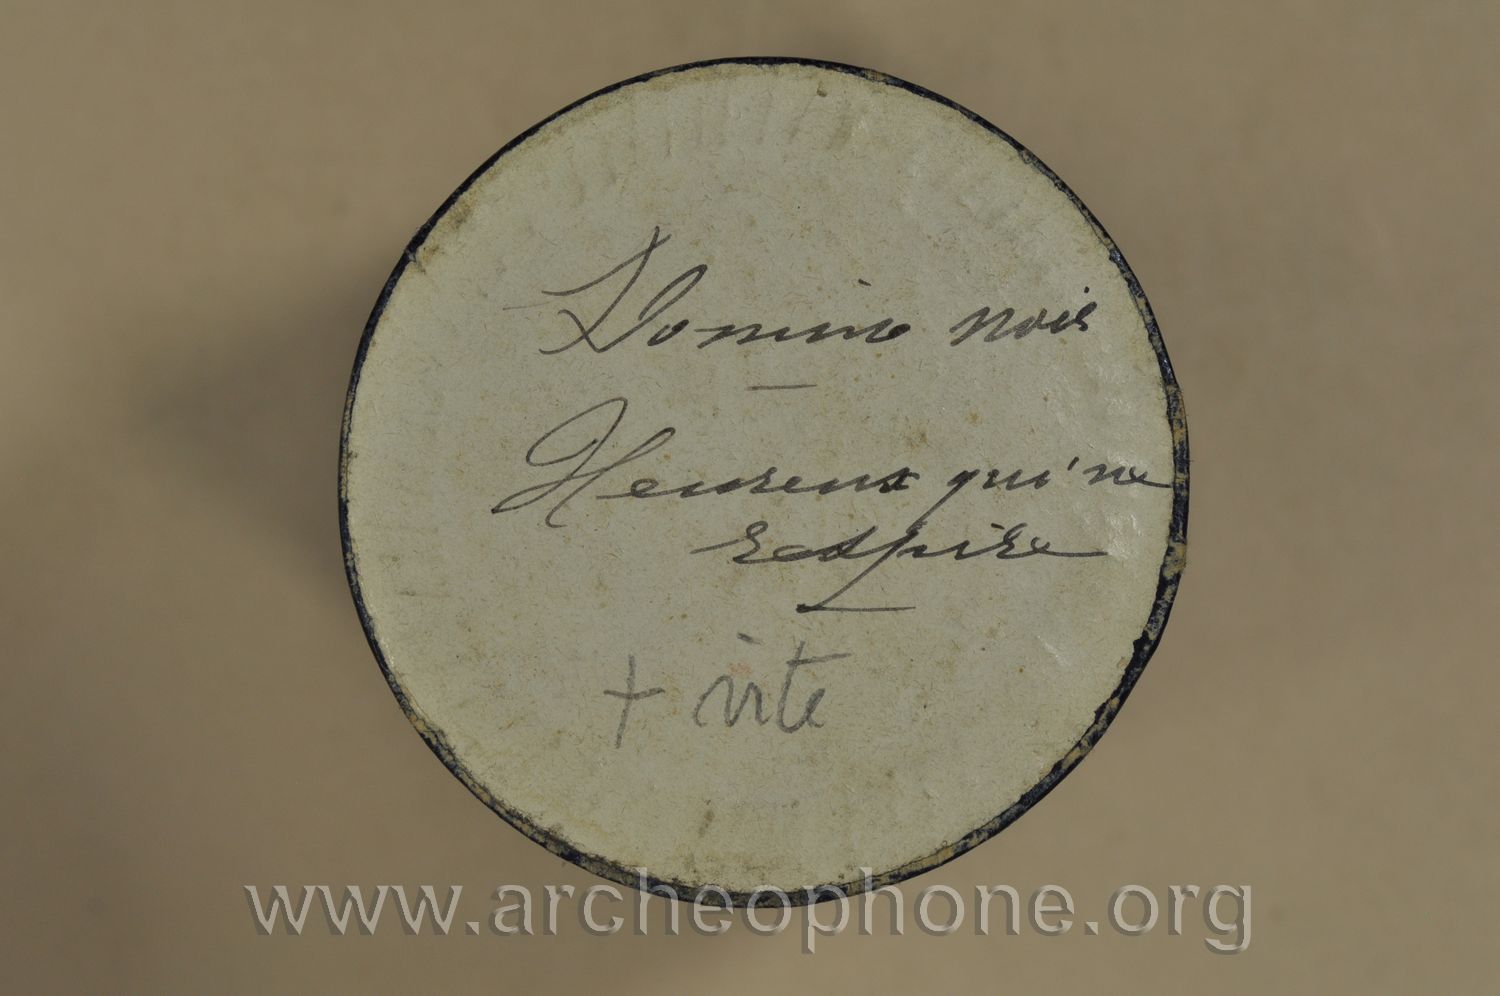 Domino noir
—
Heureux qui ne
respire
+ vite
www.archeophone.org